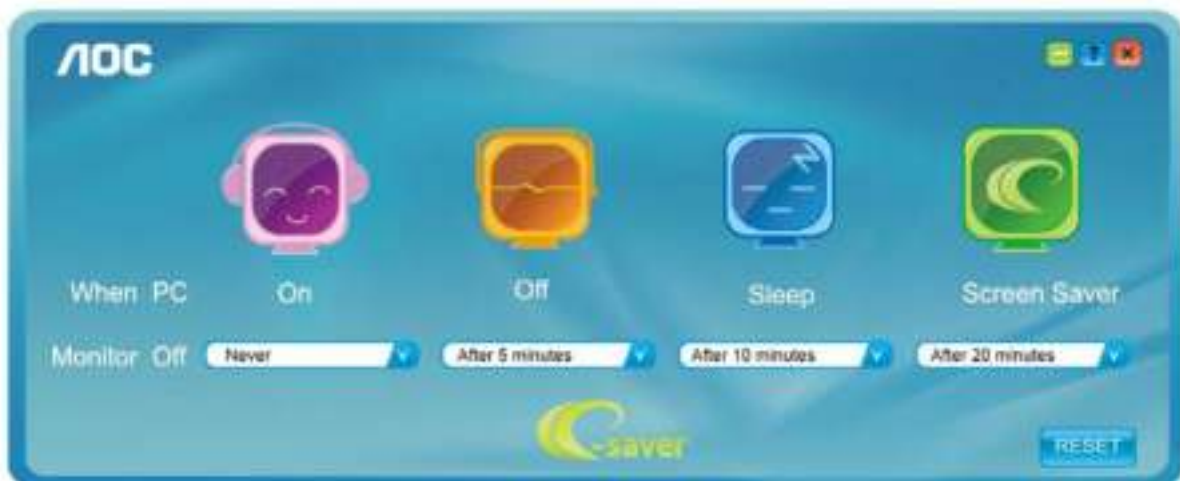 AOC
?
When PC On Off Sleep Screen Saver
Monitor Off Never After 5 minutes After 10 minutes After 20 minutes
e-saver
RESET